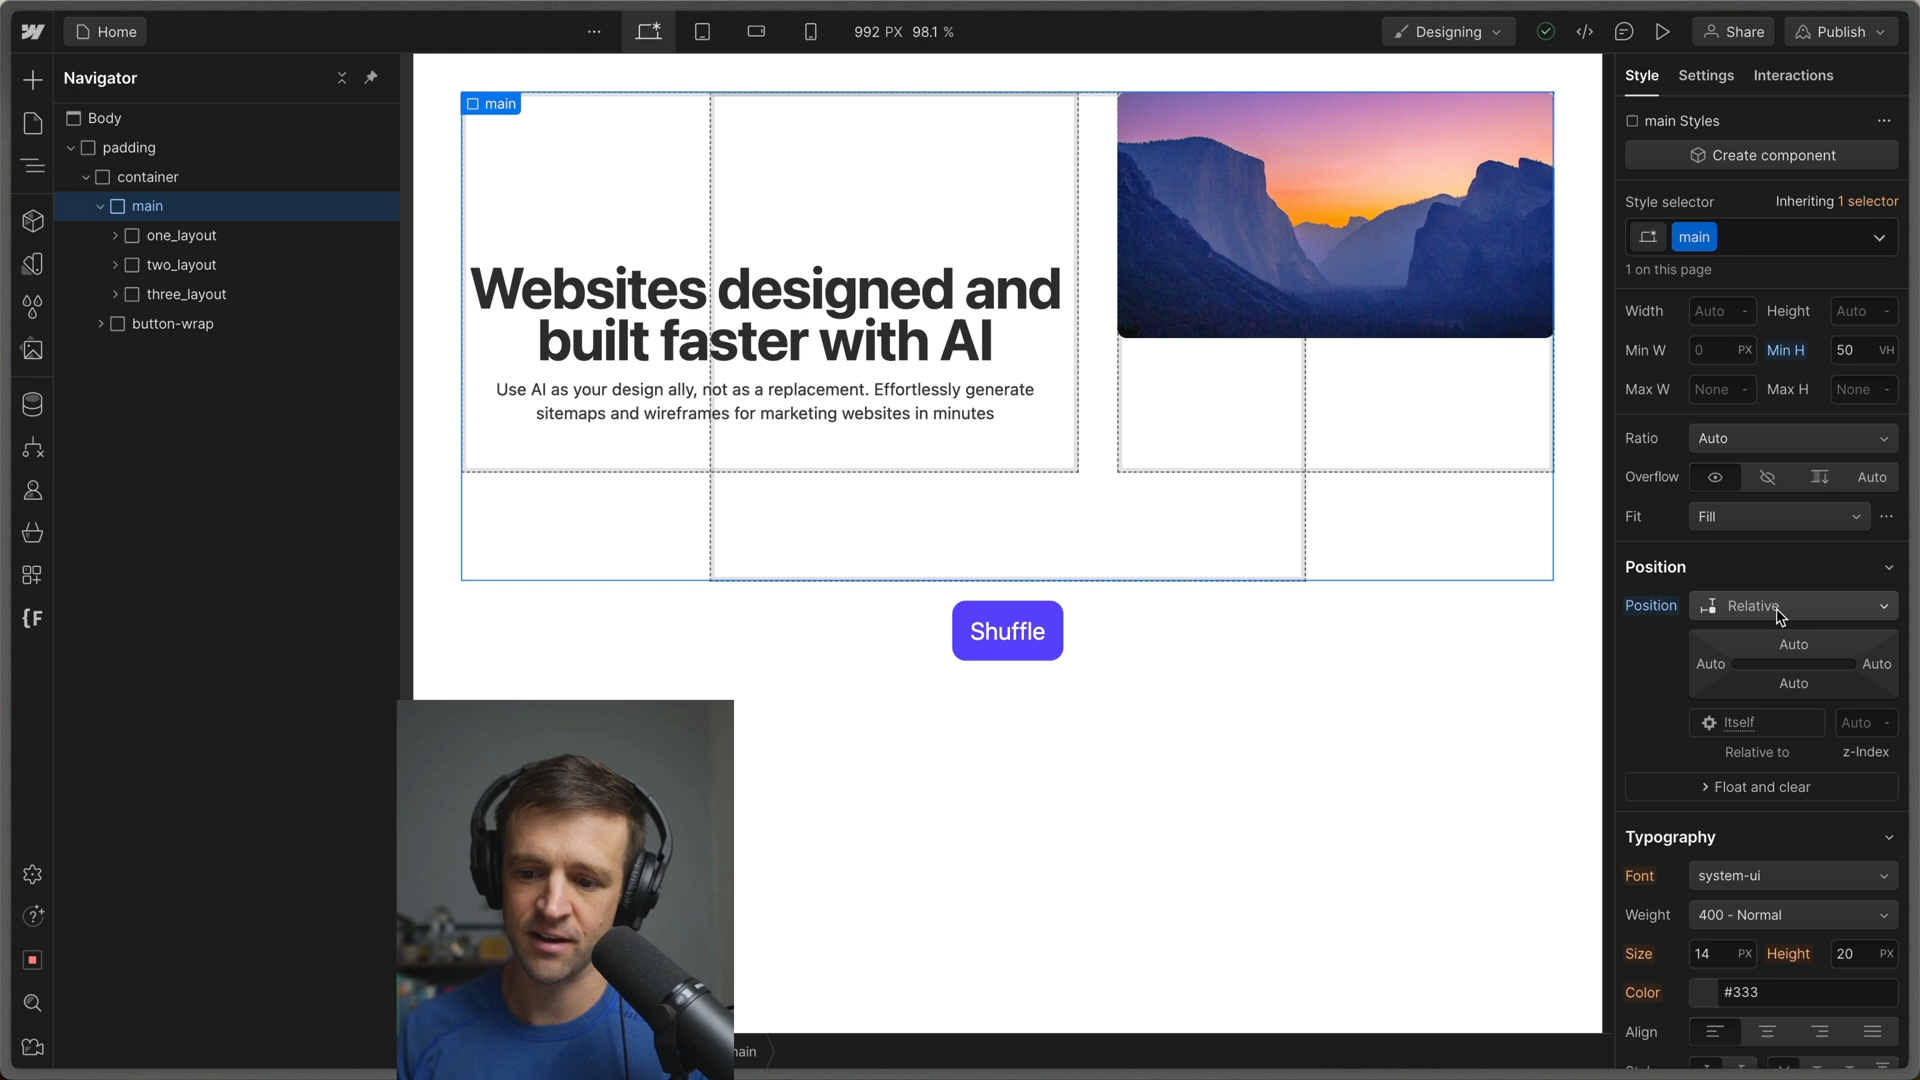 Home
992 PX 98.1 %
Designing
Share
Publish
Navigator
Body
padding
container
main
one_layout
two_layout
three_layout
button-wrap
main
Websites designed and
built faster with AI
Use AI as your design ally, not as a replacement. Effortlessly generate
sitemaps and wireframes for marketing websites in minutes
Shuffle
Style Settings Interactions
main Styles
Create component
Style selector Inheriting 1 selector
main
1 on this page
Width Auto - Height Auto -
Min W 0 PX Min H 50 VH
Max W None - Max H None -
Ratio Auto
Overflow Auto
Fit Fill
Position
Position Relative
Auto
Auto Auto
Auto
Itself Auto -
Relative to z-Index
Float and clear
Typography
Font system-ui
Weight 400 - Normal
Size 14 PX Height 20 PX
Color #333
Align